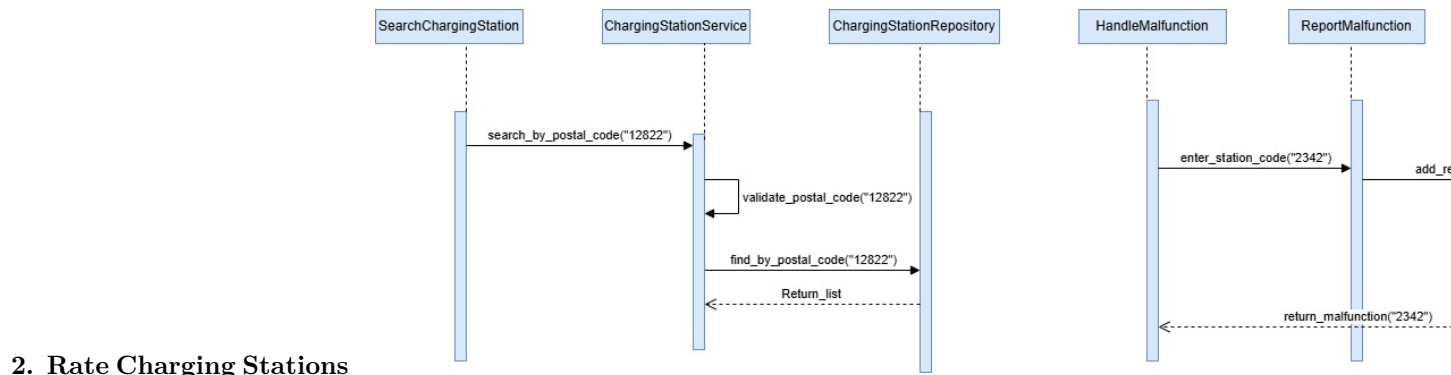 SearchChargingStation
ChargingStationService
ChargingStationRepository
HandleMalfunction
ReportMalfunction
search_by_postal_code("12822")
enter_station_code("2342")
validate_postal_code("12822")
find_by_postal_code("12822")
Return_list
return_malfunction("2342")
2. Rate Charging Stations